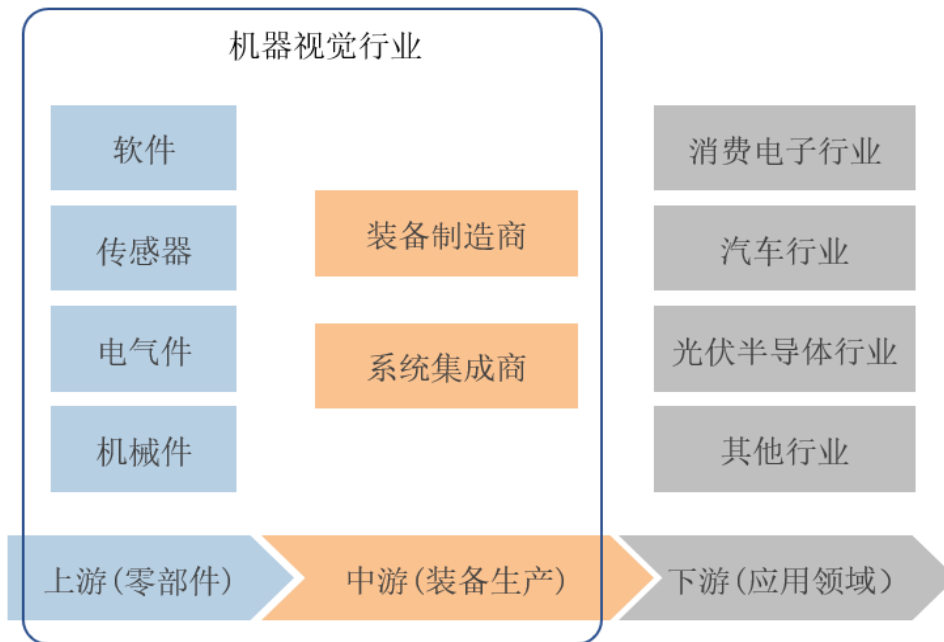 机器视觉行业
软件
传感器
电气件
机械件
装备制造商
系统集成商
消费电子行业
汽车行业
光伏半导体行业
其他行业
上游(零部件)
中游(装备生产)
下游(应用领域）